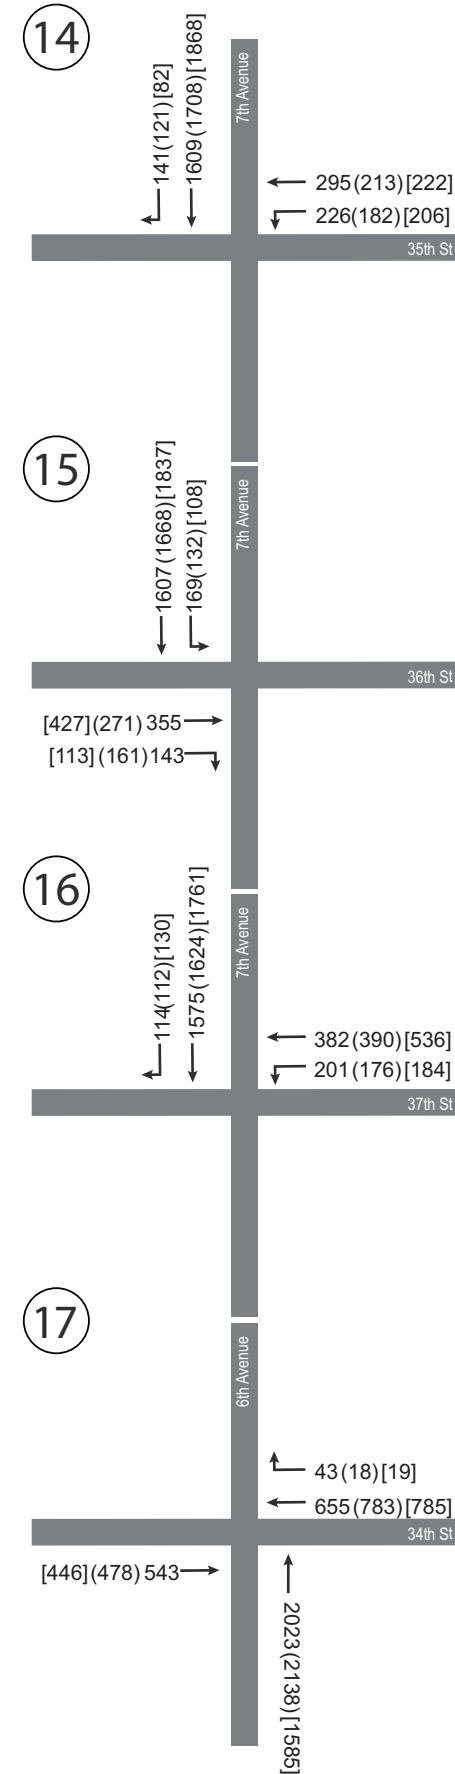 14
141(121)[82]
1609(1708)[1868]
7th Avenue
295(213)[222]
226(182)[206]
35th St
15
1607(1668)[1837]
169(132)[108]
7th Avenue
36th St
[427](271)355
[113](161)143
16
114(112)[130]
1575(1624)[1761]
7th Avenue
382(390)[536]
201(176)[184]
37th St
17
6th Avenue
43(18)[19]
655(783)[785]
34th St
[446](478)543
2023(2138)[1585]